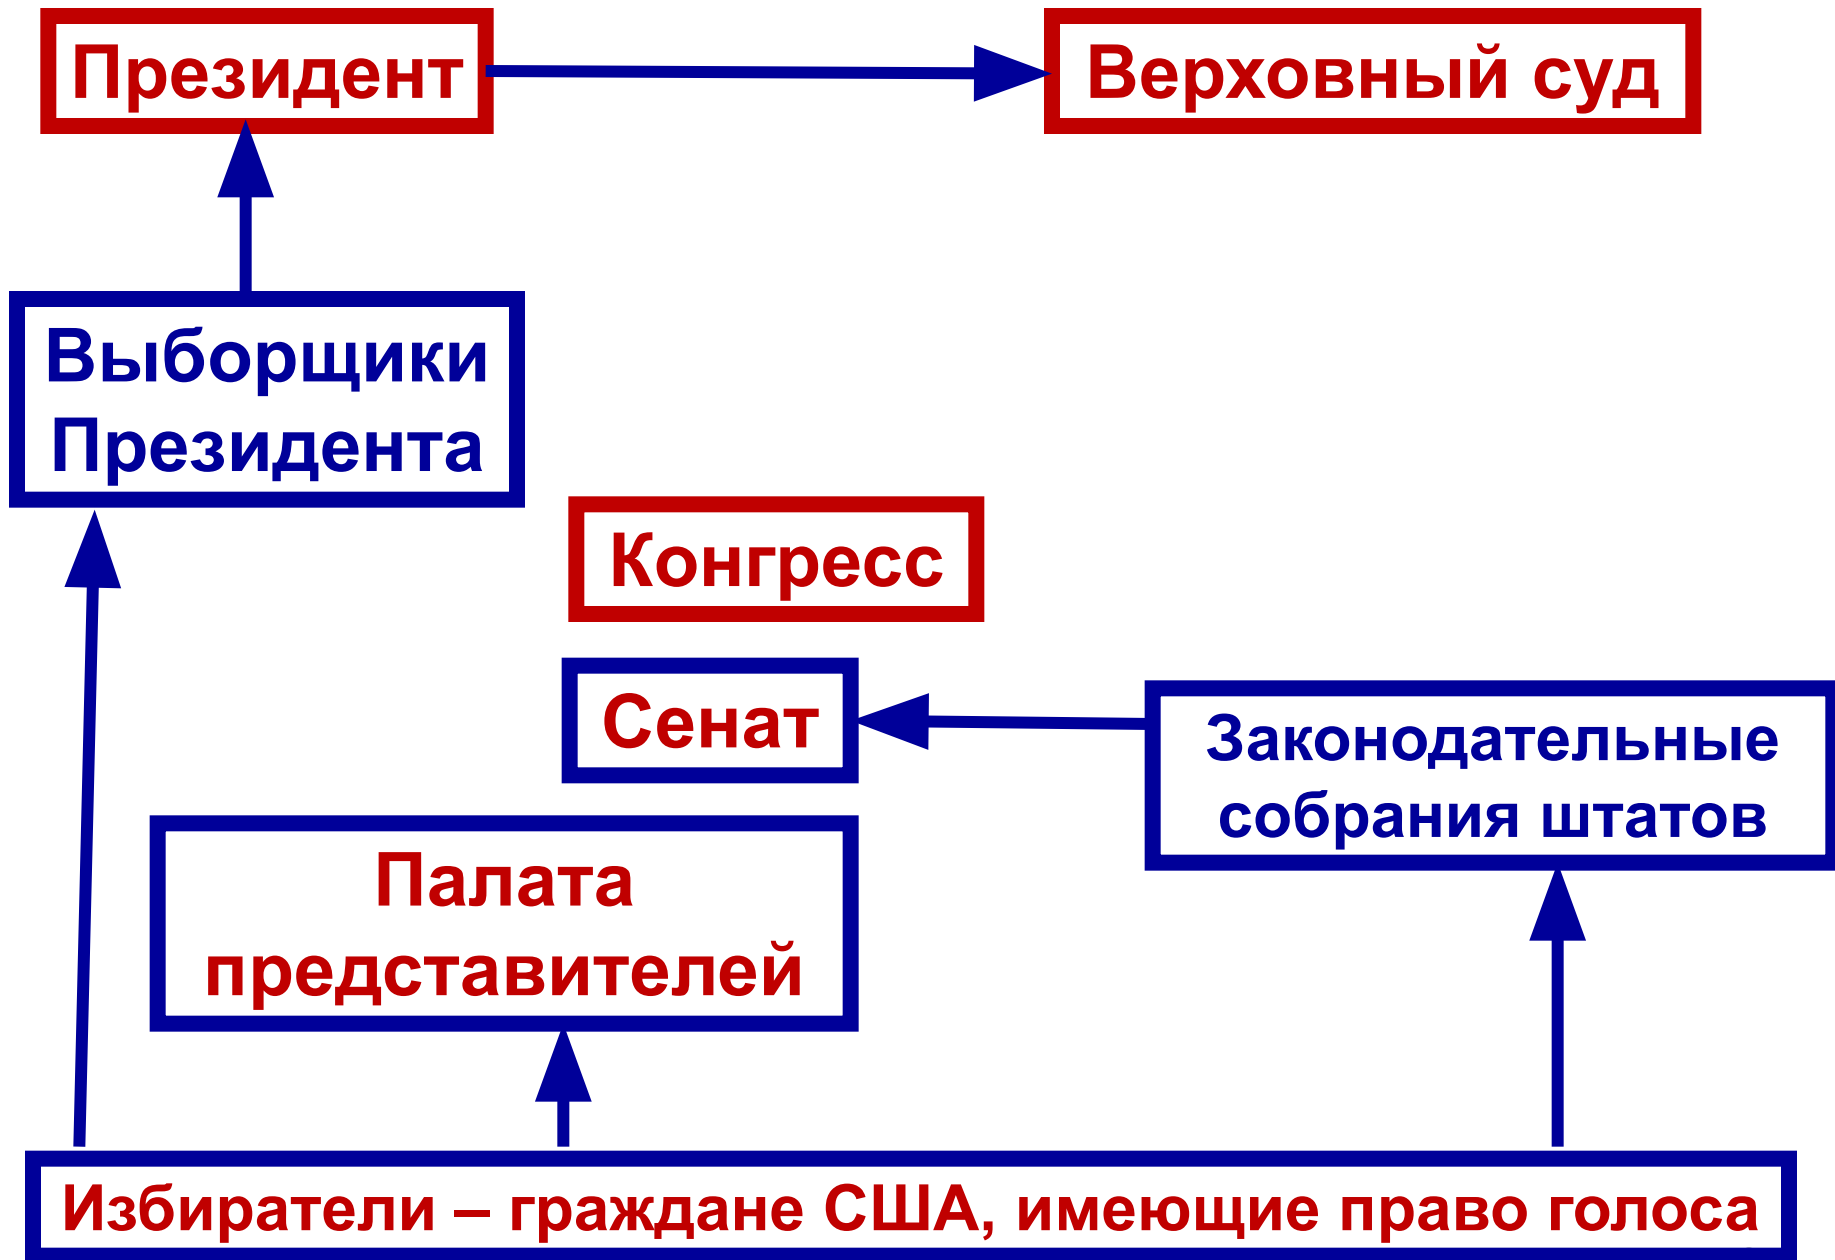 Президент
Верховный суд
Выборщики
Президента
Конгресс
Сенат
Законодательные
собрания штатов
Палата
представителей
Избиратели – граждане США, имеющие право голоса